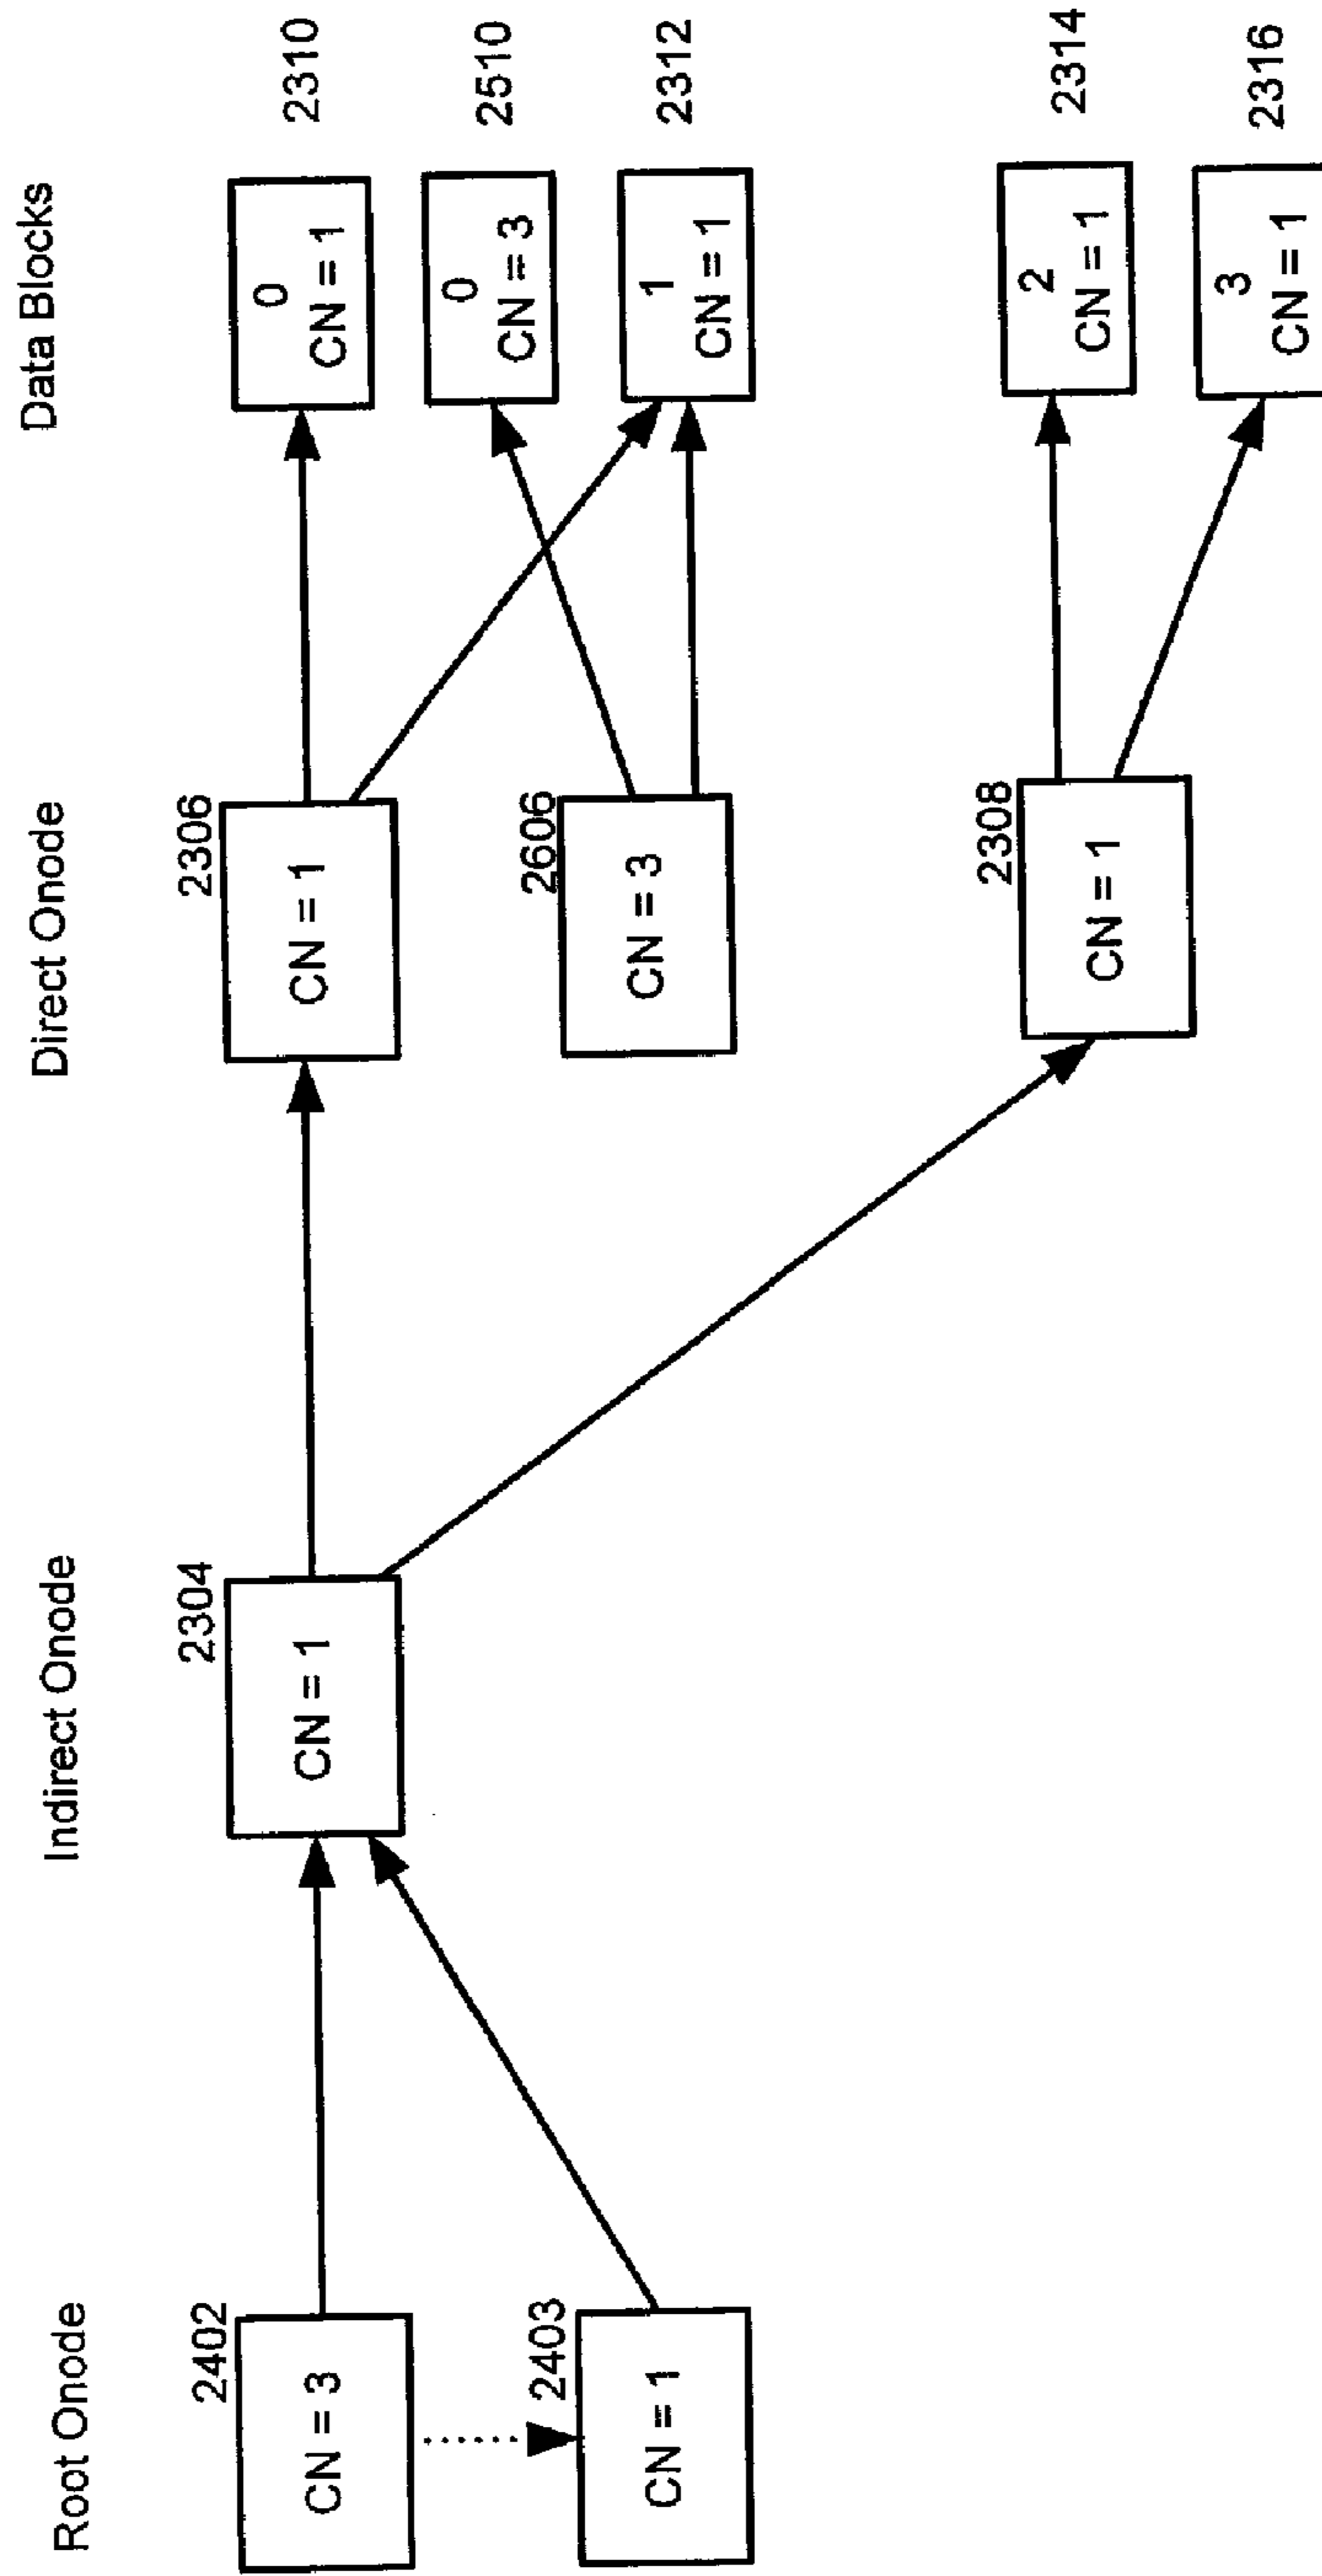 Root Onode
Indirect Onode
Direct Onode
Data Blocks
2402
CN = 3
2403
CN = 1
2304
CN = 1
2306
CN = 1
2606
CN = 3
2308
CN = 1
0
CN = 1
2310
0
CN = 3
2510
1
CN = 1
2312
2
CN = 1
2314
3
CN = 1
2316